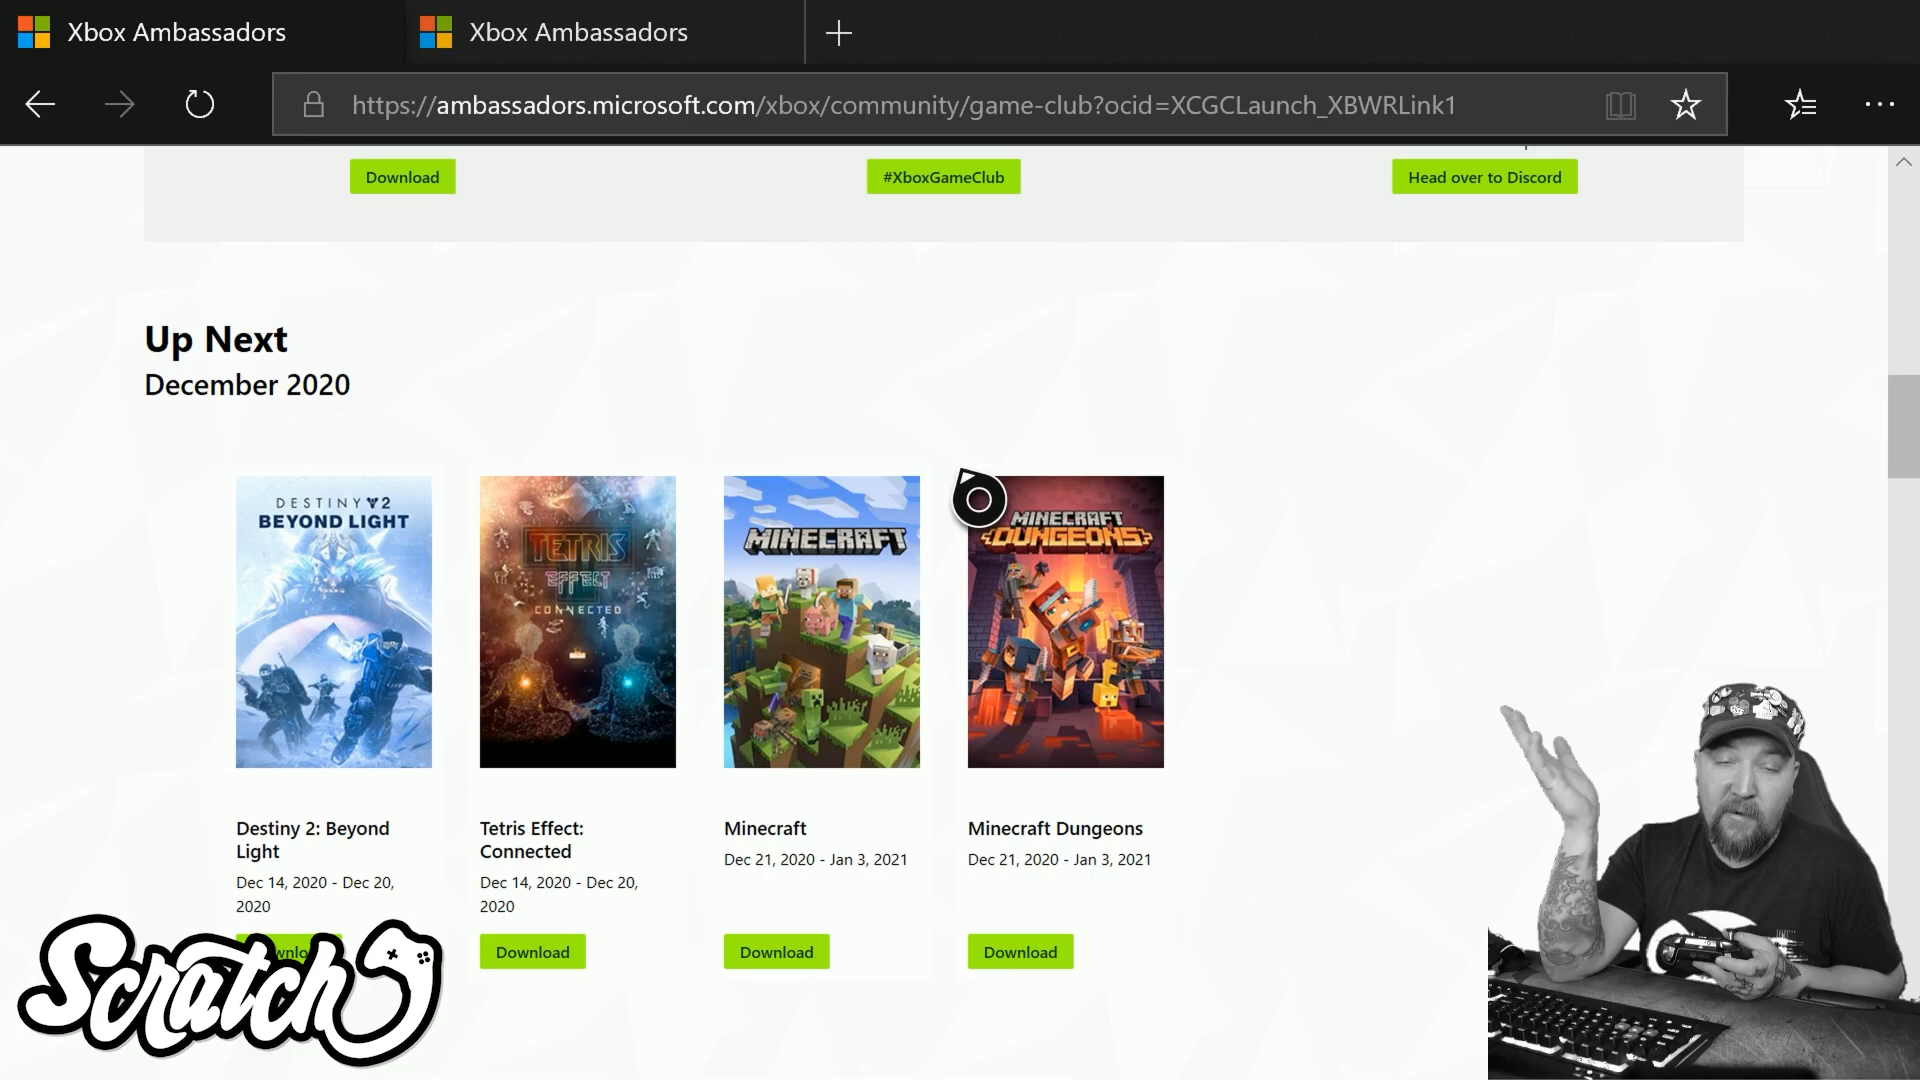 Xbox Ambassadors
Xbox Ambassadors
https://ambassadors.microsoft.com/xbox/community/game-club?ocid=XCGCLaunch_XBWRLink1
Download
#XboxGameClub
Head over to Discord
Up Next
December 2020
DESTINY 2
BEYOND LIGHT
TETRIS
EFFECT
CONNECTED
MINECRAFT
MINECRAFT
DUNGEONS
Destiny 2: Beyond
Light
Dec 14, 2020 - Dec 20,
2020
Tetris Effect:
Connected
Dec 14, 2020 - Dec 20,
2020
Download
Minecraft
Dec 21, 2020 - Jan 3, 2021
Download
Minecraft Dungeons
Dec 21, 2020 - Jan 3, 2021
Download
Scratch